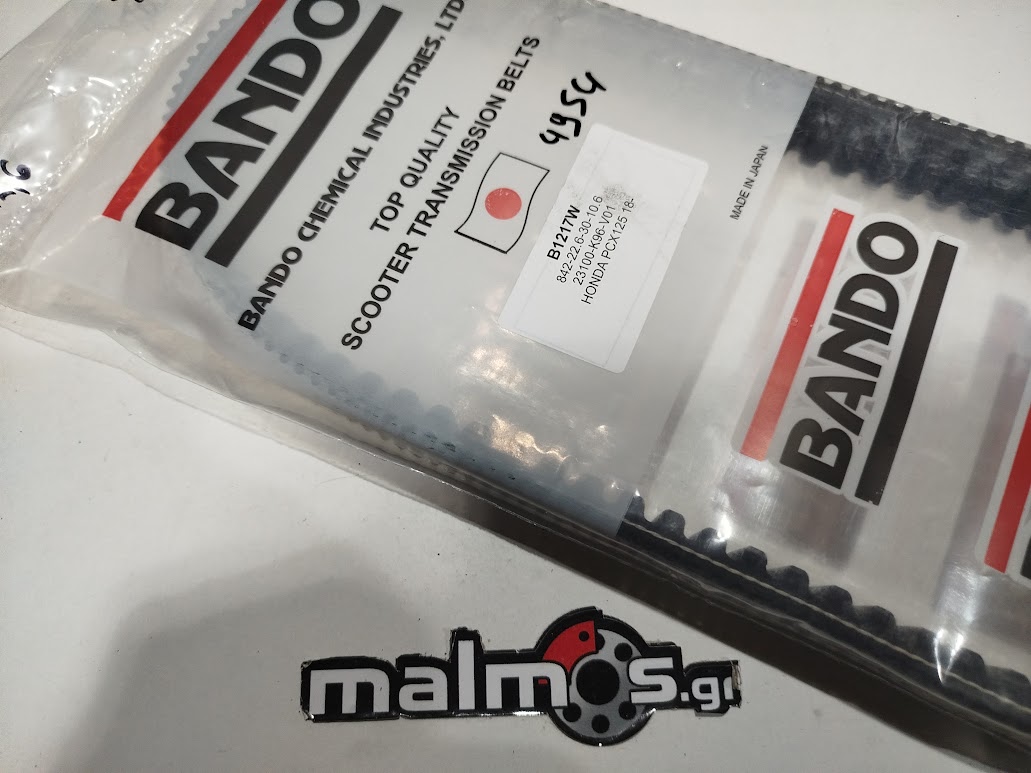 BANDO
BANDO CHEMICAL INDUSTRIES, LTD
TOP QUALITY
SCOOTER TRANSMISSION BELTS
4954
B1217W
842-22.6-30-10.6
23100-K96-V01
HONDA PCX125 18-
MADE IN JAPAN
BANDO
malmos.gr